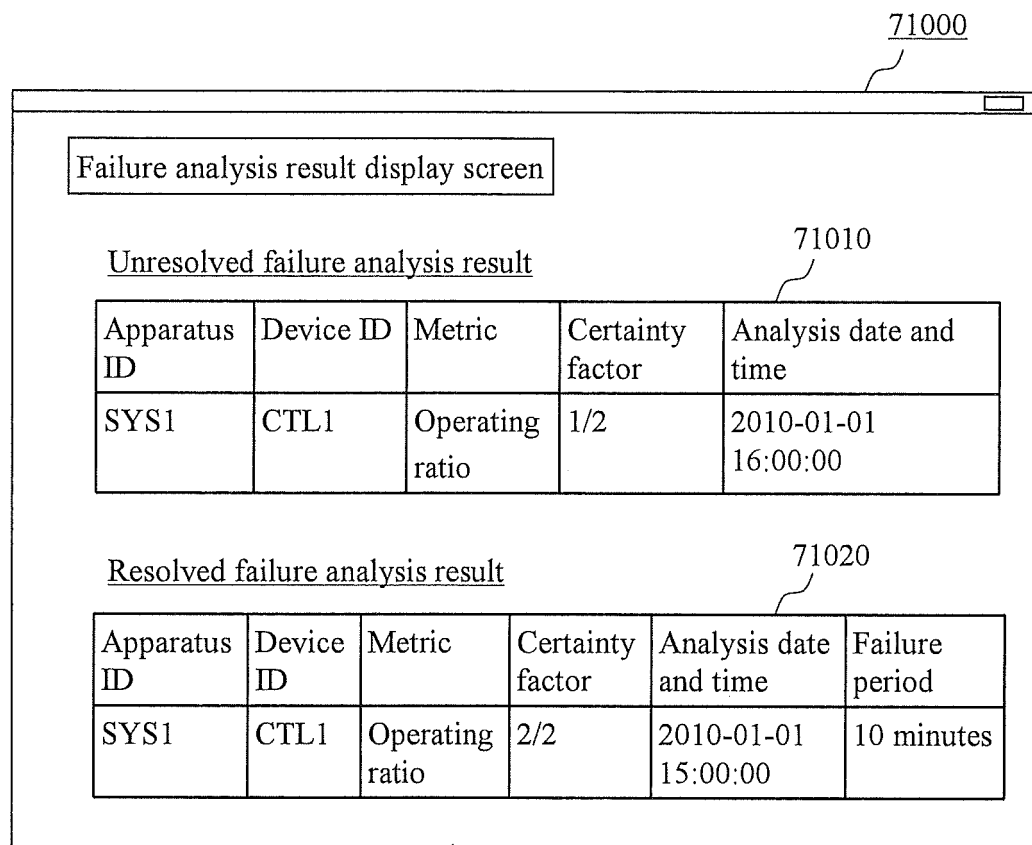 71000
Failure analysis result display screen
71010
Unresolved failure analysis result
Apparatus ID | Device ID | Metric | Certainty factor | Analysis date and time
SYS1 | CTL1 | Operating ratio | 1/2 | 2010-01-01 16:00:00
71020
Resolved failure analysis result
Apparatus ID | Device ID | Metric | Certainty factor | Analysis date and time | Failure period
SYS1 | CTL1 | Operating ratio | 2/2 | 2010-01-01 15:00:00 | 10 minutes